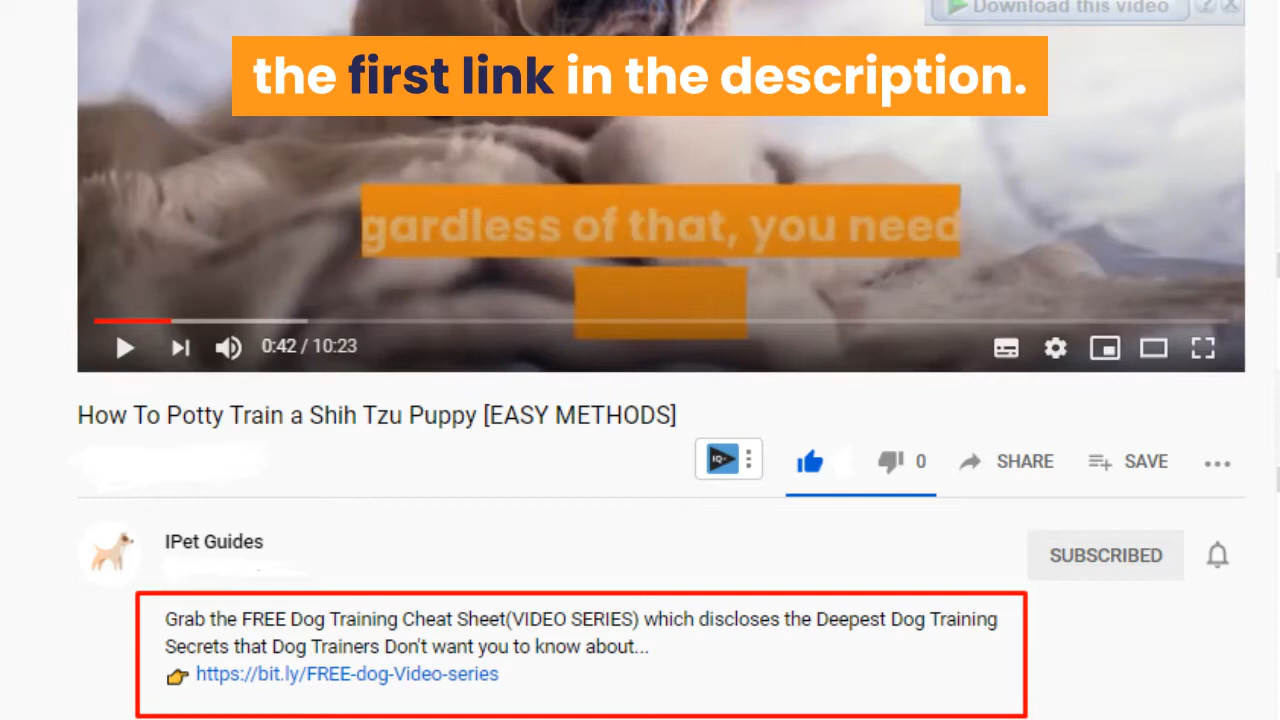 Download this video
the first link in the description.
gardless of that, you need
0:42 / 10:23
How To Potty Train a Shih Tzu Puppy [EASY METHODS]
IQ
0
SHARE
SAVE
IPet Guides
SUBSCRIBED
Grab the FREE Dog Training Cheat Sheet(VIDEO SERIES) which discloses the Deepest Dog Training
Secrets that Dog Trainers Don't want you to know about...
https://bit.ly/FREE-dog-Video-series